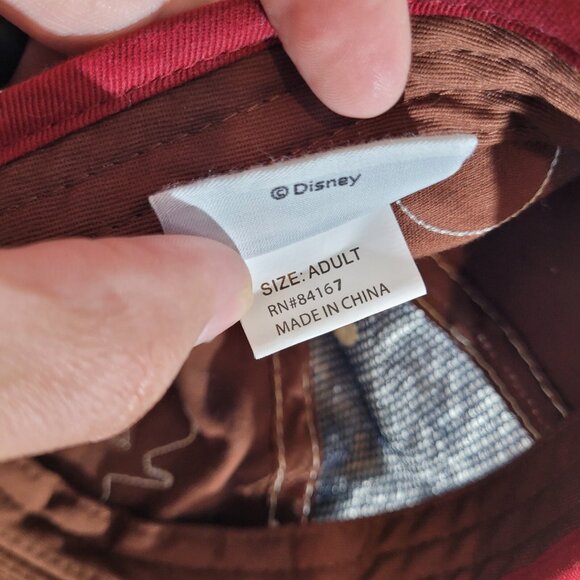 © Disney
SIZE: ADULT
RN#84167
MADE IN CHINA